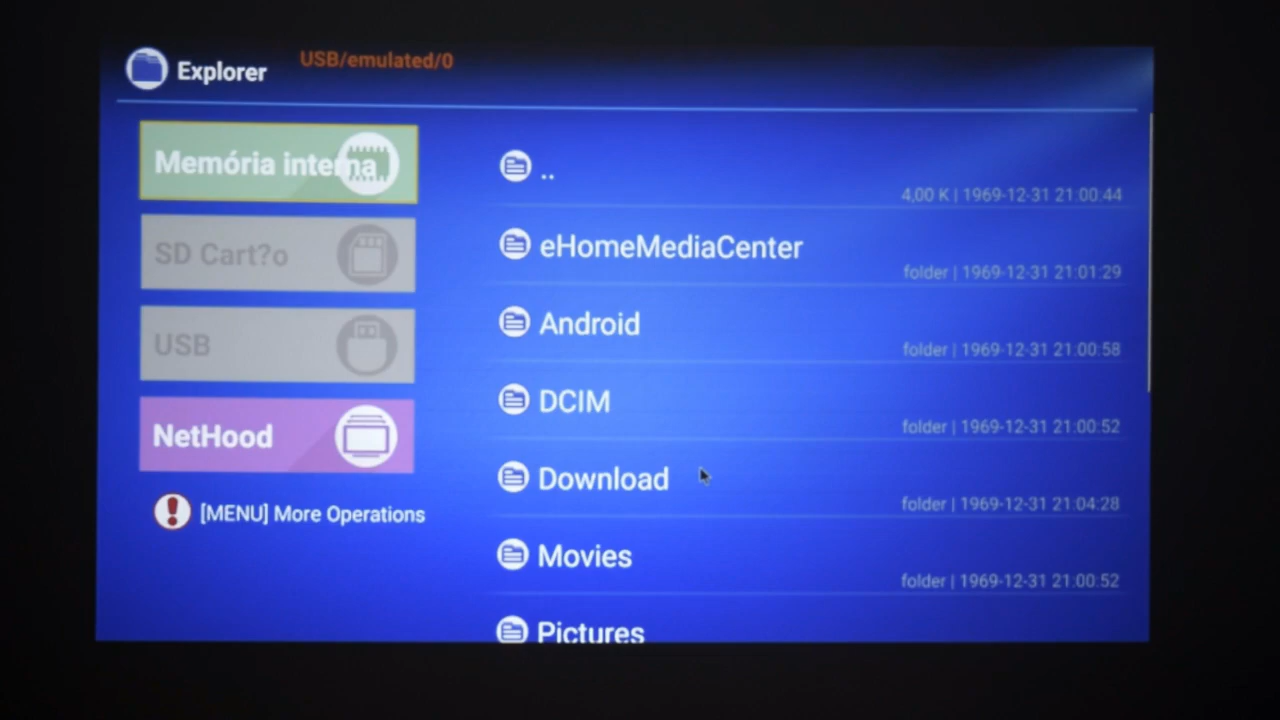 Explorer
USB/emulated/0
Memória interna
SD Cart?o
USB
NetHood
[MENU] More Operations
..
4,00 K | 1969-12-31 21:00:44
eHomeMediaCenter
folder | 1969-12-31 21:01:29
Android
folder | 1969-12-31 21:00:58
DCIM
folder | 1969-12-31 21:00:52
Download
folder | 1969-12-31 21:04:28
Movies
folder | 1969-12-31 21:00:52
Pictures